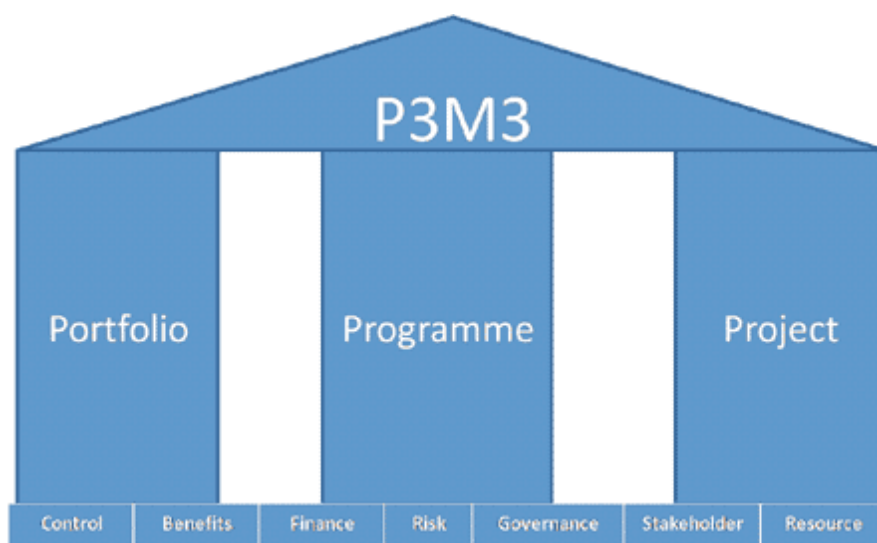 P3M3
Portfolio Programme Project
Control Benefits Finance Risk Governance Stakeholder Resource